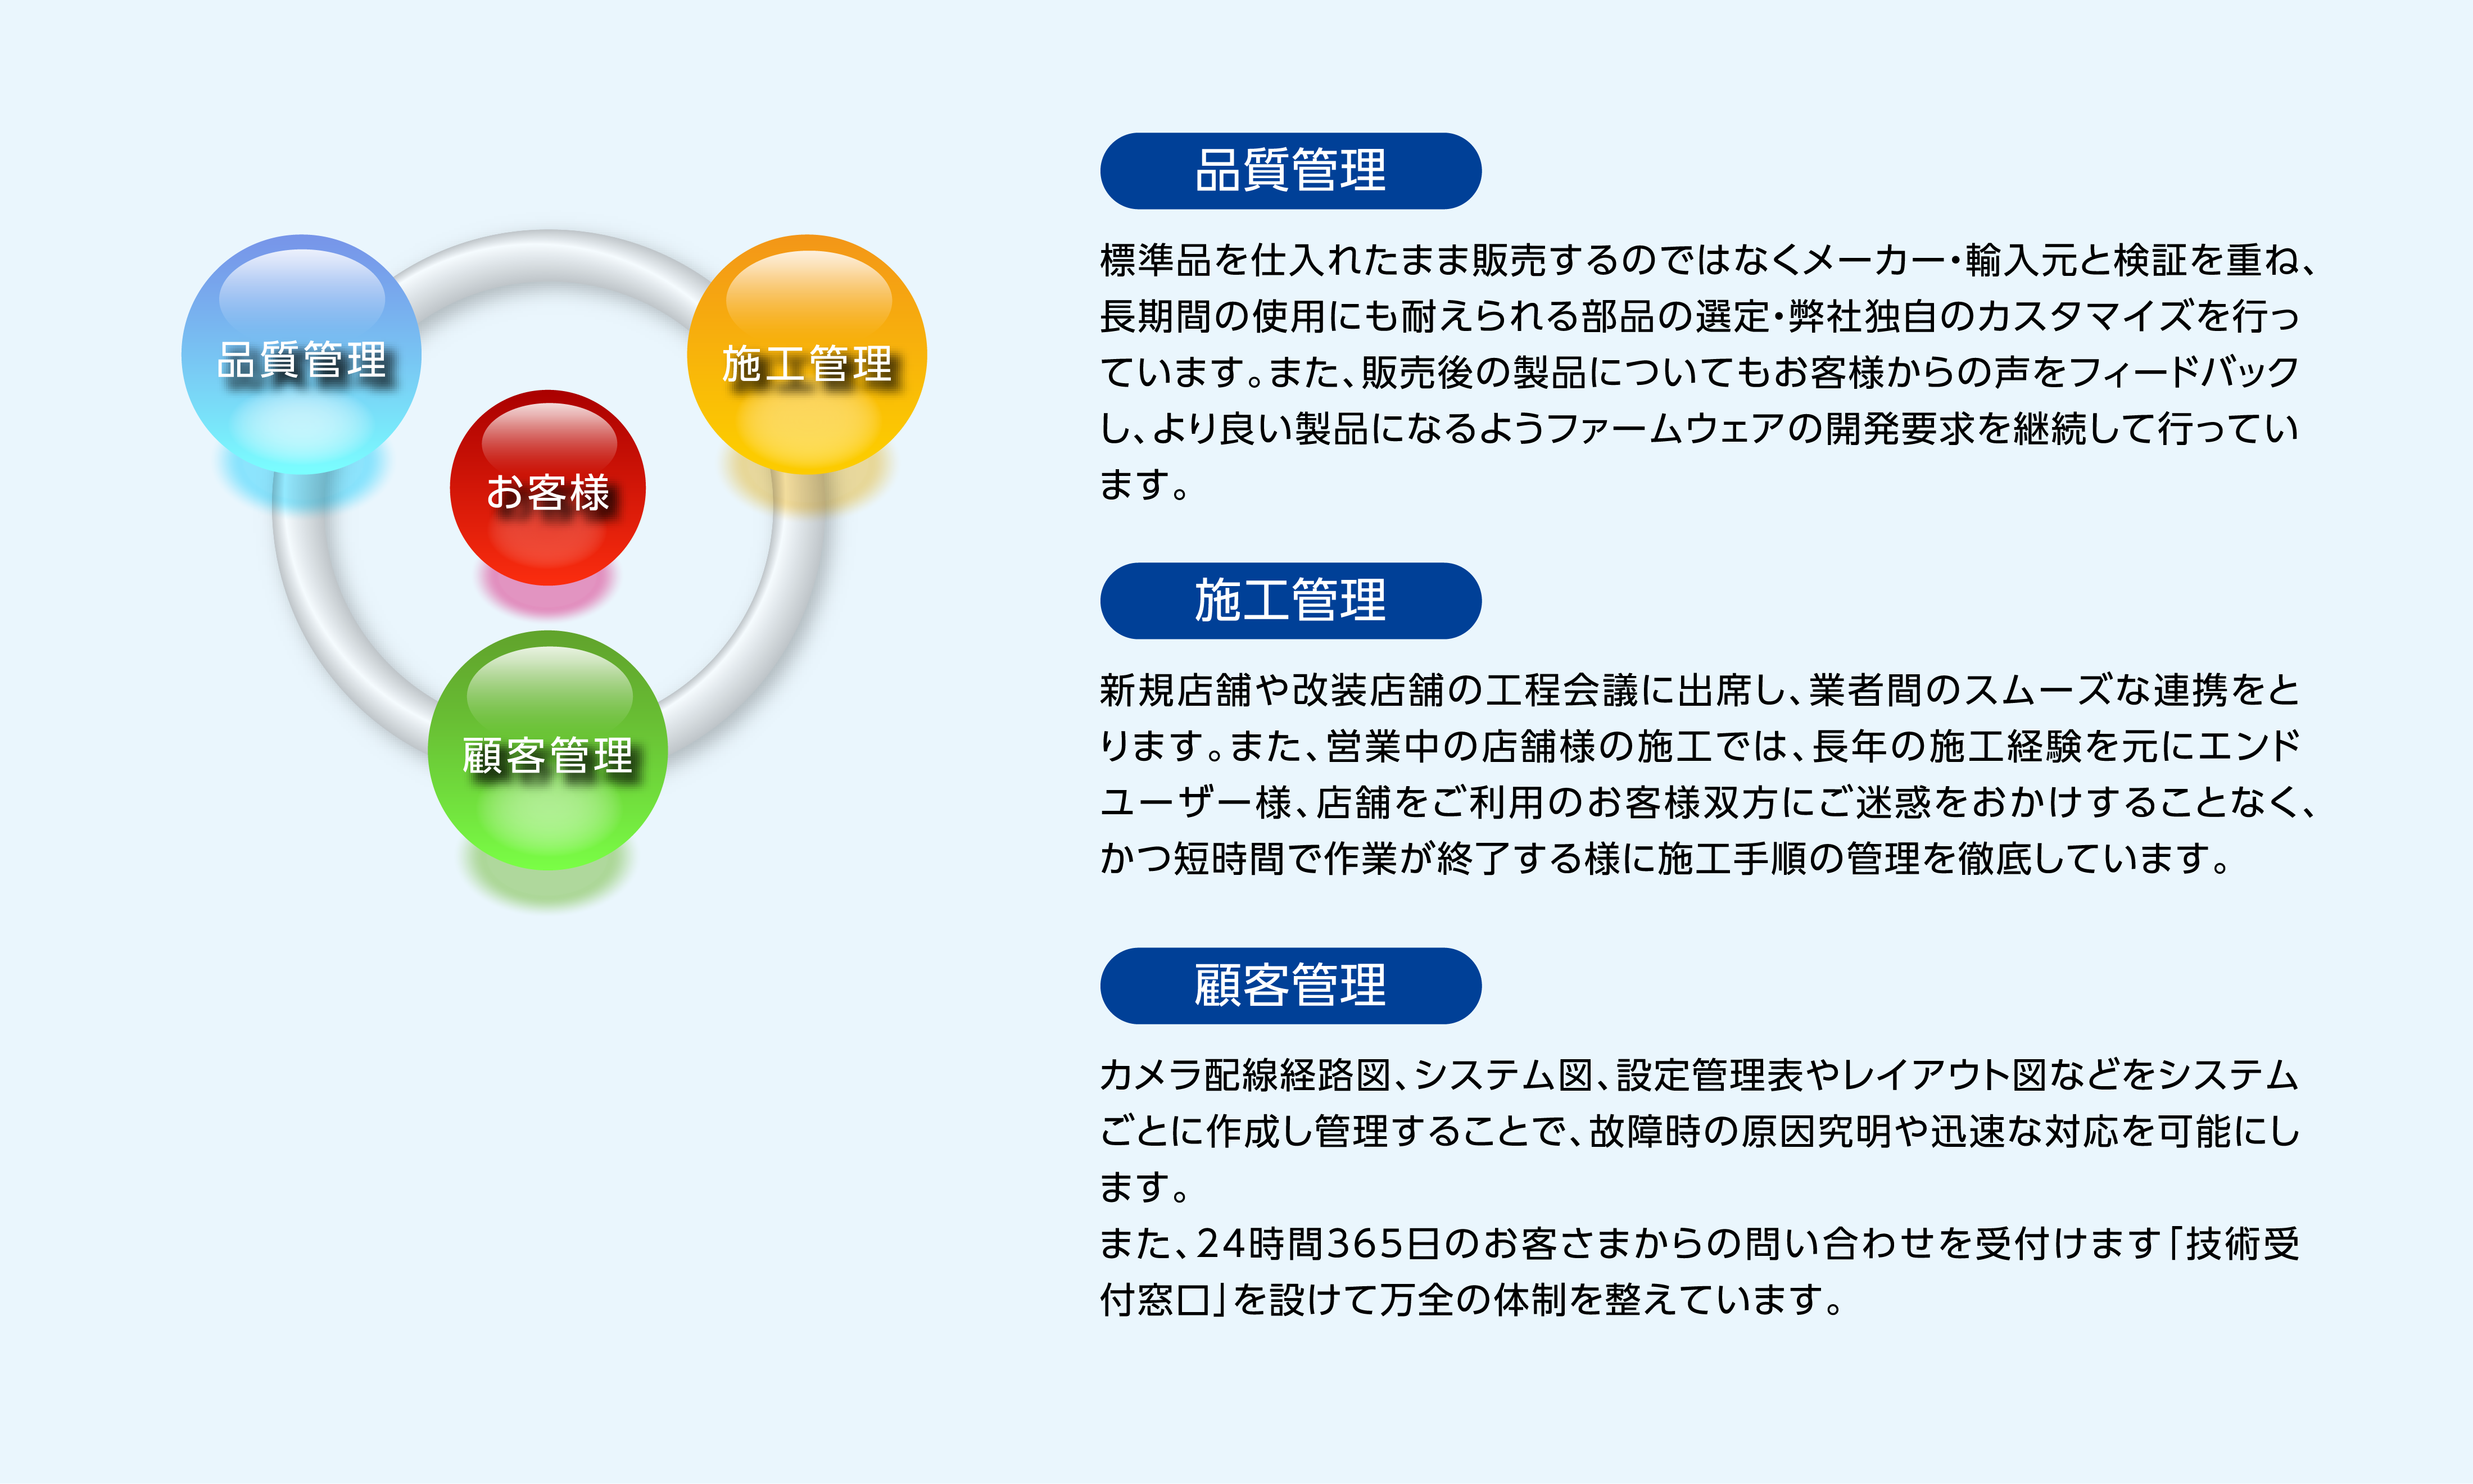 品質管理
施工管理
お客様
顧客管理
品質管理
標準品を仕入れたまま販売するのではなくメーカー・輸入元と検証を重ね、
長期間の使用にも耐えられる部品の選定・弊社独自のカスタマイズを行っ
ています。また、販売後の製品についてもお客様からの声をフィードバック
し、より良い製品になるようファームウェアの開発要求を継続して行ってい
ます。
施工管理
新規店舗や改装店舗の工程会議に出席し、業者間のスムーズな連携をと
ります。また、営業中の店舗様の施工では、長年の施工経験を元にエンド
ユーザー様、店舗をご利用のお客様双方にご迷惑をおかけすることなく、
かつ短時間で作業が終了する様に施工手順の管理を徹底しています。
顧客管理
カメラ配線経路図、システム図、設定管理表やレイアウト図などをシステム
ごとに作成し管理することで、故障時の原因究明や迅速な対応を可能にし
ます。
また、24時間365日のお客さまからの問い合わせを受付けます「技術受
付窓口」を設けて万全の体制を整えています。